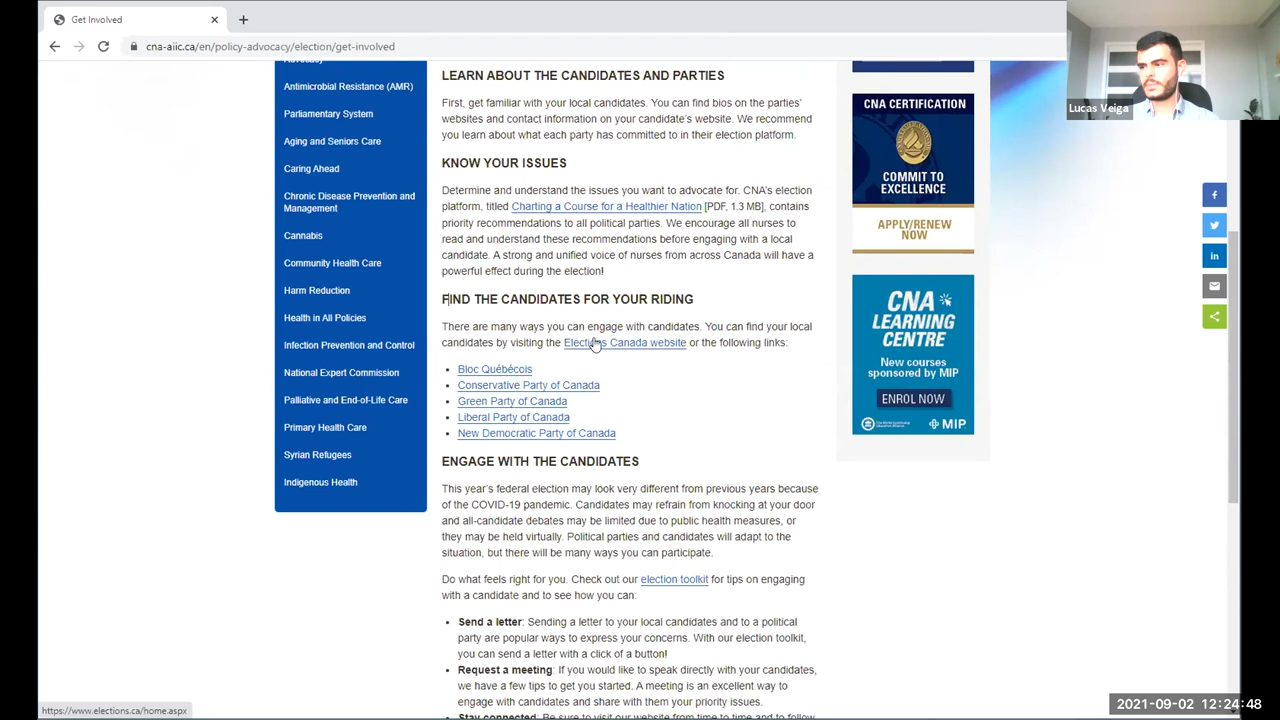 Get Involved
cna-aiic.ca/en/policy-advocacy/election/get-involved
Lucas Veiga
Antimicrobial Resistance (AMR)
Parliamentary System
Aging and Seniors Care
Caring Ahead
Chronic Disease Prevention and
Management
Cannabis
Community Health Care
Harm Reduction
Health in All Policies
Infection Prevention and Control
National Expert Commission
Palliative and End-of-Life Care
Primary Health Care
Syrian Refugees
Indigenous Health
LEARN ABOUT THE CANDIDATES AND PARTIES
First, get familiar with your local candidates. You can find bios on the parties'
websites and contact information on your candidate's website. We recommend
you learn about what each party has committed to in their election platform.
KNOW YOUR ISSUES
Determine and understand the issues you want to advocate for. CNA's election
platform, titled Charting a Course for a Healthier Nation [PDF, 1.3 MB], contains
priority recommendations to all political parties. We encourage all nurses to
read and understand these recommendations before engaging with a local
candidate. A strong and unified voice of nurses from across Canada will have a
powerful effect during the election!
FIND THE CANDIDATES FOR YOUR RIDING
There are many ways you can engage with candidates. You can find your local
candidates by visiting the Elections Canada website or the following links:
• Bloc Québécois
• Conservative Party of Canada
• Green Party of Canada
• Liberal Party of Canada
• New Democratic Party of Canada
ENGAGE WITH THE CANDIDATES
This year's federal election may look very different from previous years because
of the COVID-19 pandemic. Candidates may refrain from knocking at your door
and all-candidate debates may be limited due to public health measures, or
they may be held virtually. Political parties and candidates will adapt to the
situation, but there will be many ways you can participate.
Do what feels right for you. Check out our election toolkit for tips on engaging
with a candidate and to see how you can:
• Send a letter: Sending a letter to your local candidates and to a political
party are popular ways to express your concerns. With our election toolkit,
you can send a letter with a click of a button!
• Request a meeting: If you would like to speak directly with your candidates,
we have a few tips to get you started. A meeting is an excellent way to
engage with candidates and share with them your priority issues.
• Stay connected: Be sure to visit our website from time to time and to follow
CNA CERTIFICATION
COMMIT TO
EXCELLENCE
APPLY/RENEW
NOW
CNA
LEARNING
CENTRE
New courses
sponsored by MIP
ENROL NOW
MIP
https://www.elections.ca/home.aspx
2021-09-02 12:24:48